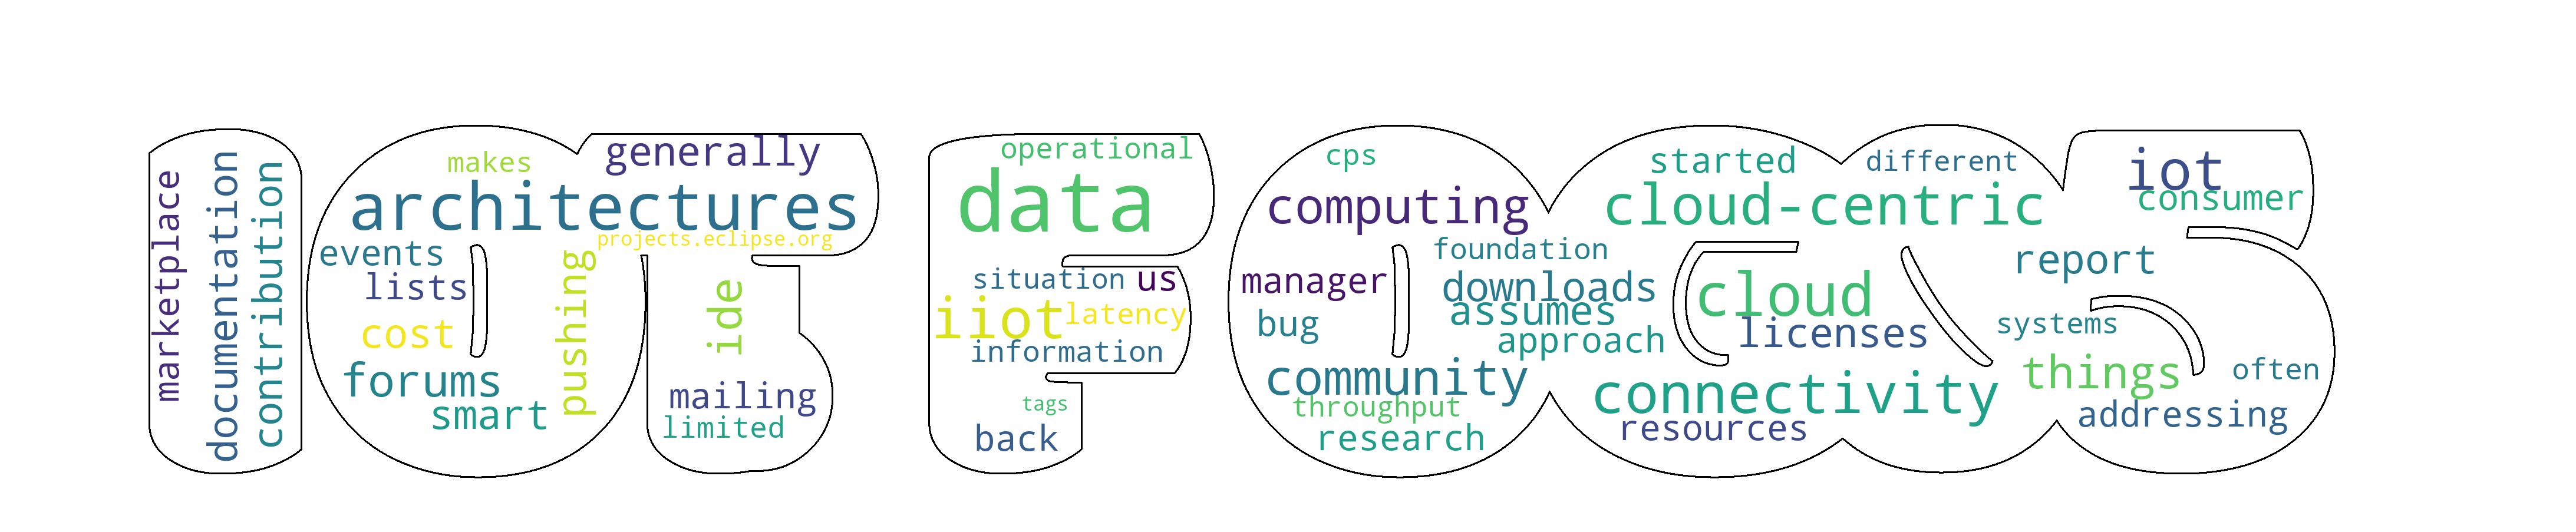 marketplace
documentation
contribution
makes
generally
architectures
projects.eclipse.org
events
lists
cost
forums
smart
pushing
ide
mailing
limited
operational
data
situation
us
iiot
latency
information
tags
back
cps
computing
manager
bug
community
throughput
research
foundation
downloads
assumes
approach
started
different
cloud-centric
cloud
licenses
connectivity
resources
iot
consumer
report
systems
things
often
addressing